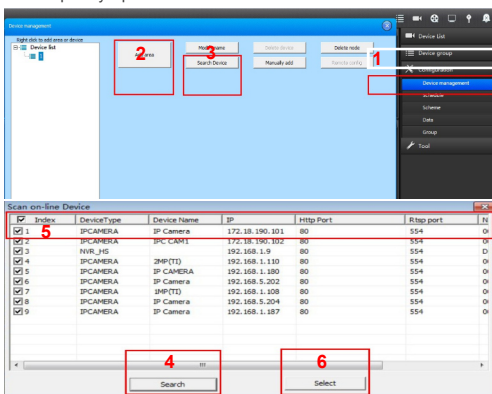 Device management
Right click to add area or device
Device list
1
2
Add area
Modify name
3
Search Device
Select device
Manually add
Delete node
Remote config
1
Device List
Device group
Configuration
Device management
Schedule
Scheme
Data
Group
Tool
Scan on-line Device
Index DeviceType Device Name IP Http Port Rtsp port N
1 5 IPCAMERA IP Camera 172.18.190.101 80 554
2 IPCAMERA IPC CAM1 172.18.190.102 80 554
3 NVR_HS 192.168.1.9 80 554
4 IPCAMERA 2MP(TI) 192.168.1.110 80 554
5 IPCAMERA IP CAMERA 192.168.1.180 80 554
6 IPCAMERA IP Camera 192.168.5.202 80 554
7 IPCAMERA 1MP(TI) 192.168.1.108 80 554
8 IPCAMERA IP Camera 192.168.5.204 80 554
9 IPCAMERA IP Camera 192.168.1.187 80 554
4
Search
6
Select